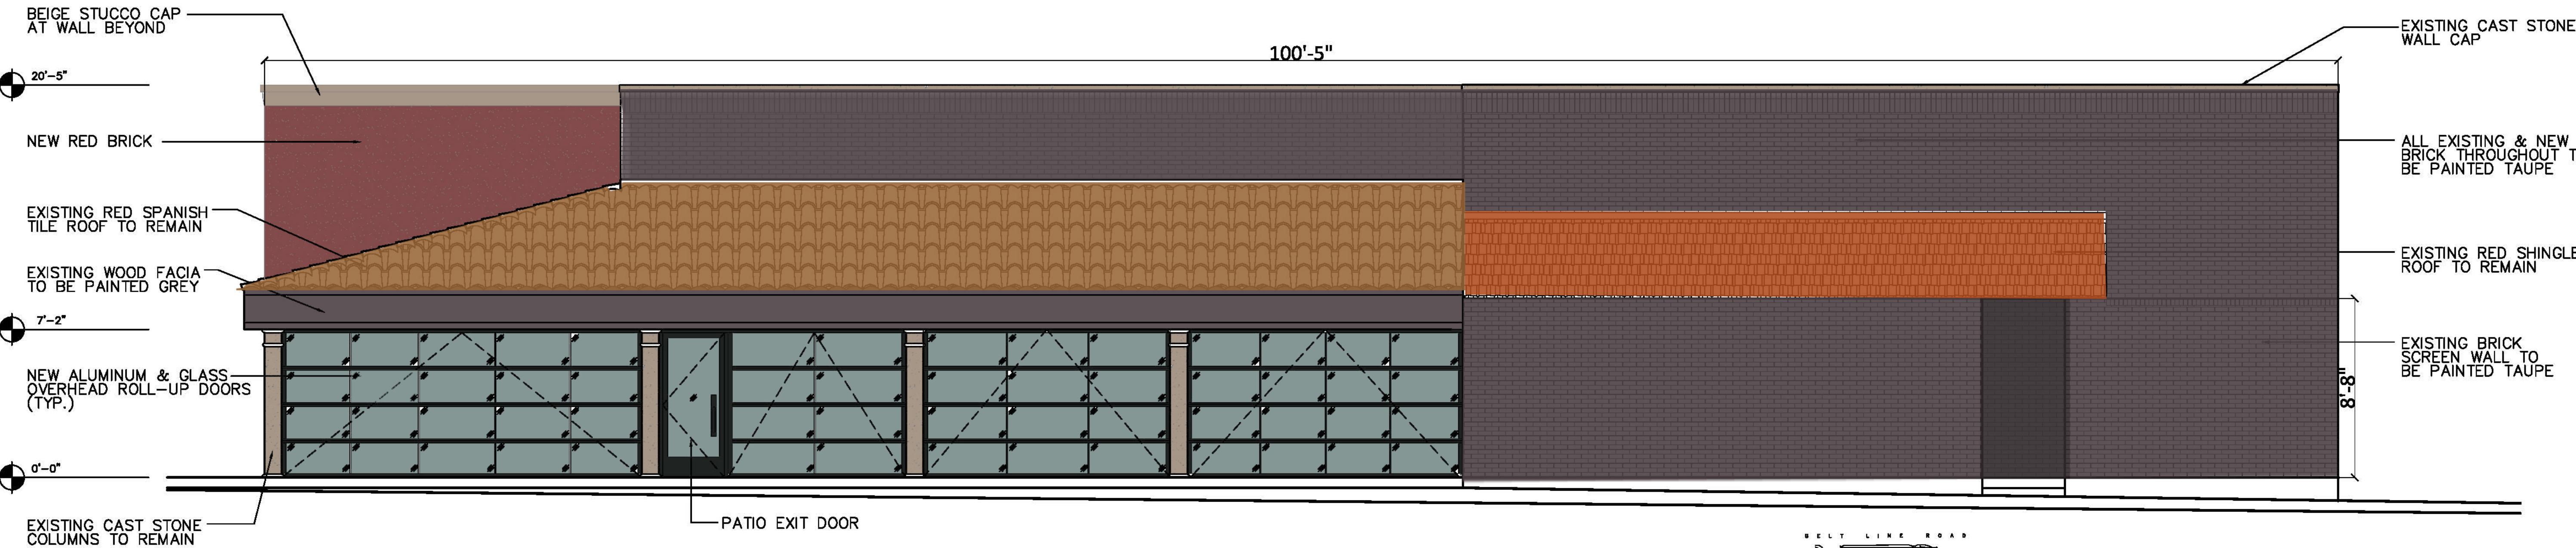 BEIGE STUCCO CAP
AT WALL BEYOND
20'-5"
NEW RED BRICK
EXISTING RED SPANISH
TILE ROOF TO REMAIN
EXISTING WOOD FACIA
TO BE PAINTED GREY
7'-2"
NEW ALUMINUM & GLASS
OVERHEAD ROLL-UP DOORS
(TYP.)
0'-0"
EXISTING CAST STONE
COLUMNS TO REMAIN
100'-5"
PATIO EXIT DOOR
EXISTING CAST STONE
WALL CAP
ALL EXISTING & NEW
BRICK THROUGHOUT T
BE PAINTED TAUPE
EXISTING RED SHINGLE
ROOF TO REMAIN
EXISTING BRICK
SCREEN WALL TO
BE PAINTED TAUPE
8'-8"
BELT LINE ROAD